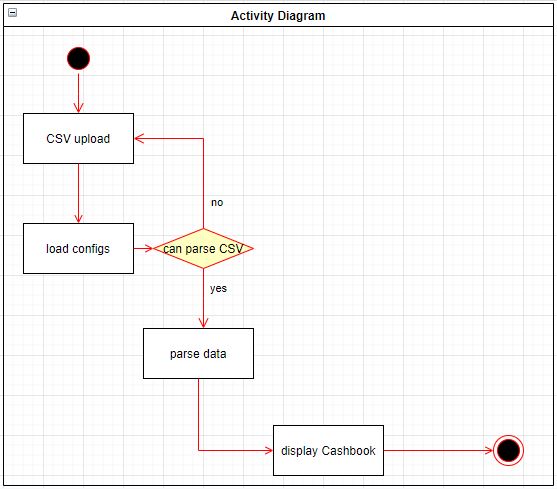 Activity Diagram
CSV upload
no
load configs
can parse CSV
yes
parse data
display Cashbook